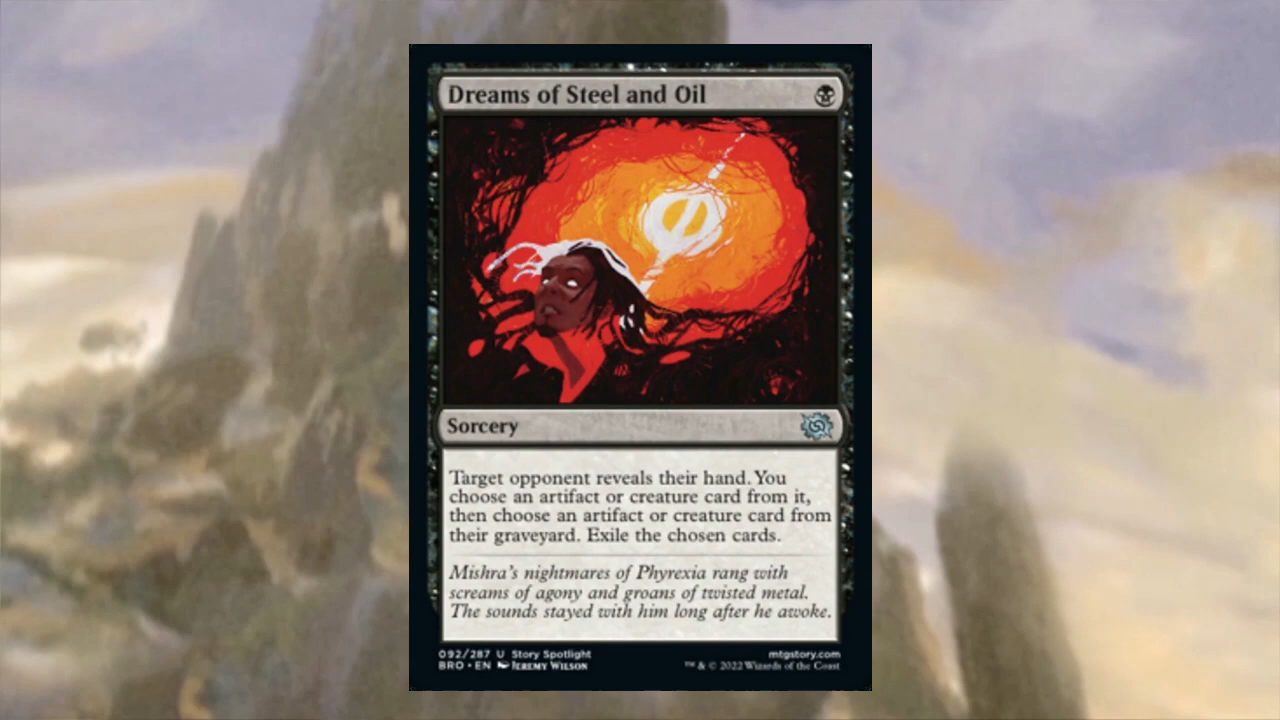 Dreams of Steel and Oil
Sorcery
Target opponent reveals their hand. You
choose an artifact or creature card from it,
then choose an artifact or creature card from
their graveyard. Exile the chosen cards.
Mishra's nightmares of Phyrexia rang with
screams of agony and groans of twisted metal.
The sounds stayed with him long after he awoke.
092/287 U Story Spotlight
BRO • EN Jeremy Wilson
mtgstory.com
™ & © 2022 Wizards of the Coast